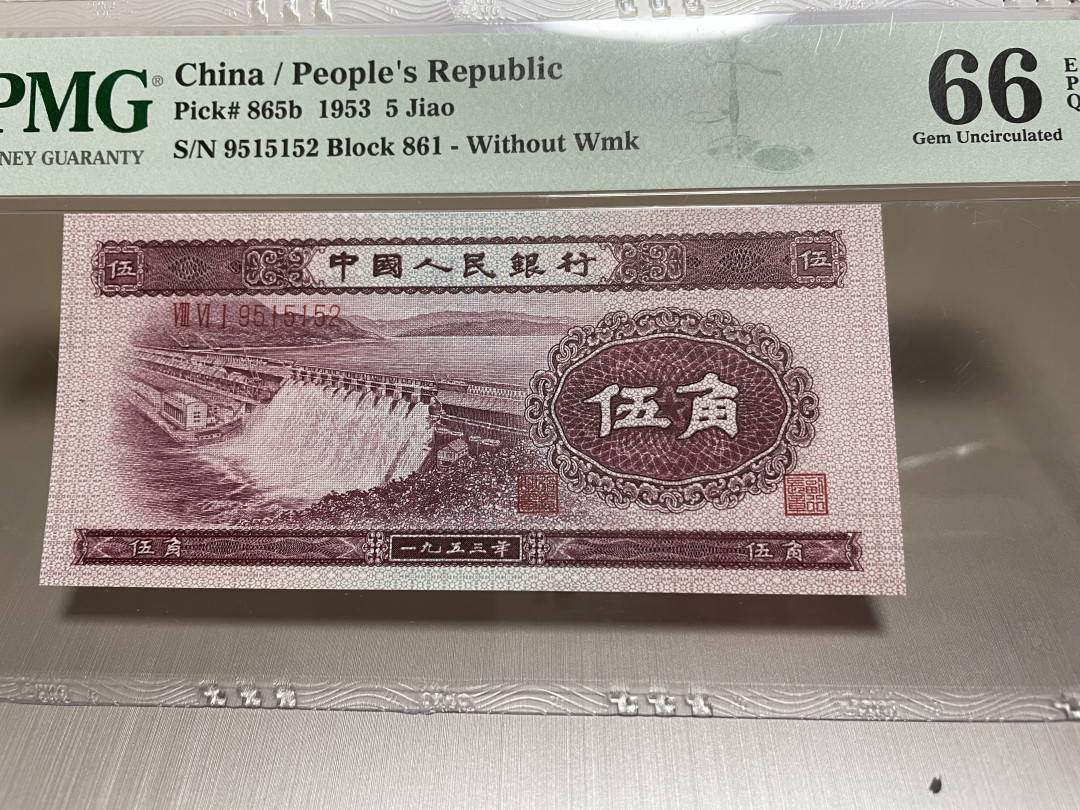 PMG®
NEY GUARANTY
China / People's Republic
Pick# 865b 1953 5 Jiao
S/N 9515152 Block 861 - Without Wmk
66
Gem Uncirculated
E
P
Q
伍
中國人民銀行
伍
VIII VI I 9515152
伍角
伍角
一九五三年
伍角